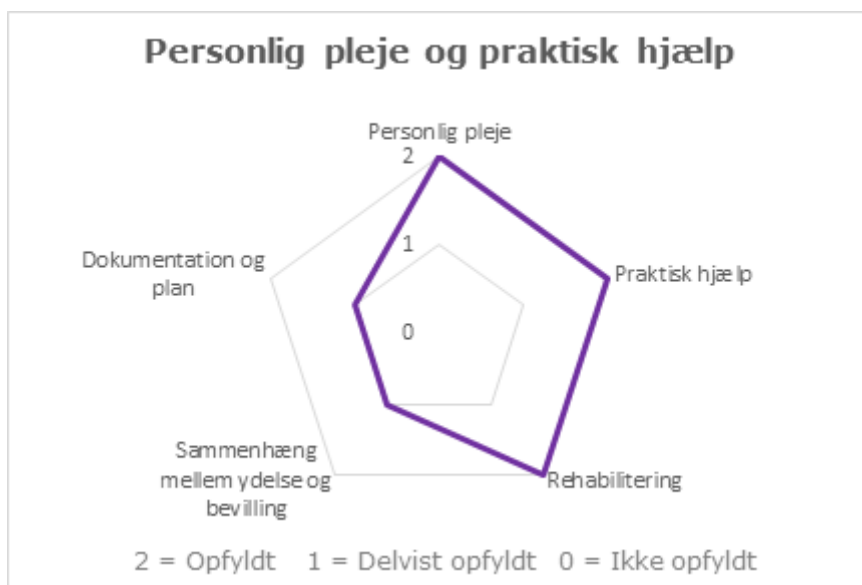 Personlig pleje og praktisk hjælp
Personlig pleje
2
1
0
Praktisk hjælp
Dokumentation og
plan
Sammenhæng
mellem ydelse og
bevilling
Rehabilitering
2 = Opfyldt 1 = Delvist opfyldt 0 = Ikke opfyldt